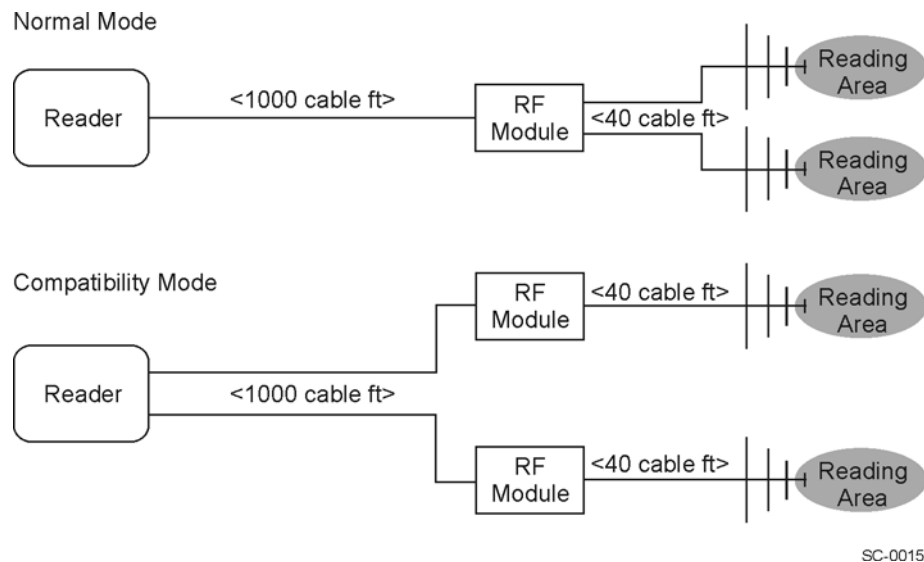 Normal Mode
Reader
<1000 cable ft>
RF
Module
<40 cable ft>
Reading
Area
Reading
Area
Compatibility Mode
Reader
<1000 cable ft>
RF
Module
<40 cable ft>
Reading
Area
RF
Module
<40 cable ft>
Reading
Area
SC-0015